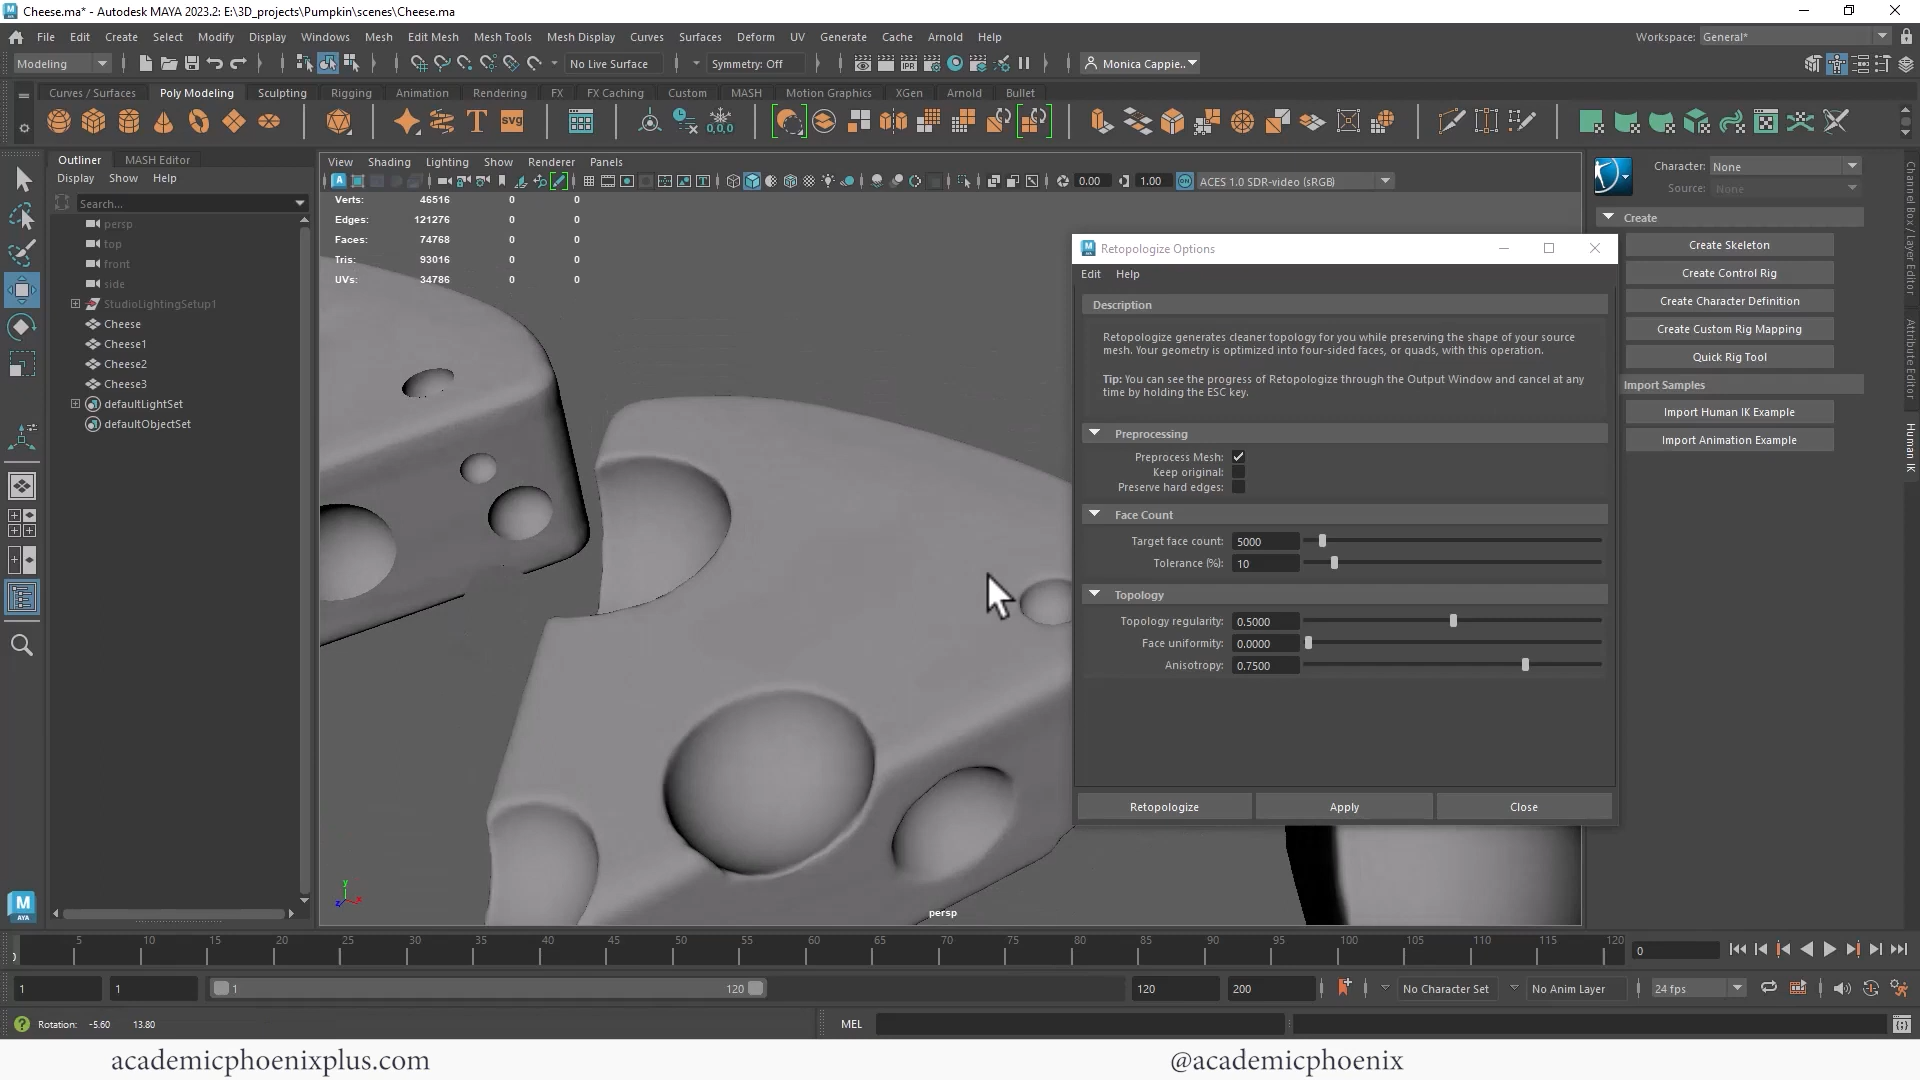 Cheese.ma* - Autodesk MAYA 2023.2: E:\3D_projects\Pumpkin\scenes\Cheese.ma
File Edit Create Select Modify Display Windows Mesh Edit Mesh Mesh Tools Mesh Display Curves Surfaces Deform UV Generate Cache Arnold Help
Workspace: General*
Modeling
No Live Surface
Symmetry: Off
Monica Cappie..
Curves / Surfaces Poly Modeling Sculpting Rigging Animation Rendering FX FX Caching Custom MASH Motion Graphics XGen Arnold Bullet
Outliner MASH Editor
Display Show Help
Search...
persp
top
front
side
StudioLightingSetup1
Cheese
Cheese1
Cheese2
Cheese3
defaultLightSet
defaultObjectSet
View Shading Lighting Show Renderer Panels
0.00 1.00 ACES 1.0 SDR-video (sRGB)
Verts: 46516 0 0
Edges: 121276 0 0
Faces: 74768 0 0
Tris: 93016 0 0
UVs: 34786 0 0
persp
Retopologize Options
Edit Help
Description
Retopologize generates cleaner topology for you while preserving the shape of your source
mesh. Your geometry is optimized into four-sided faces, or quads, with this operation.
Tip: You can see the progress of Retopologize through the Output Window and cancel at any
time by holding the ESC key.
Preprocessing
Preprocess Mesh:
Keep original:
Preserve hard edges:
Face Count
Target face count: 5000
Tolerance (%): 10
Topology
Topology regularity: 0.5000
Face uniformity: 0.0000
Anisotropy: 0.7500
Retopologize Apply Close
Character: None
Source: None
Create
Create Skeleton
Create Control Rig
Create Character Definition
Create Custom Rig Mapping
Quick Rig Tool
Import Samples
Import Human IK Example
Import Animation Example
Channel Box / Layer Editor
Attribute Editor
Human IK
5 10 15 20 25 30 35 40 45 50 55 60 65 70 75 80 85 90 95 100 105 110 115 120
0
1 1 1 120 120 200
No Character Set
No Anim Layer
24 fps
Rotation: -5.60 13.80
MEL
academicphoenixplus.com
@academicphoenix